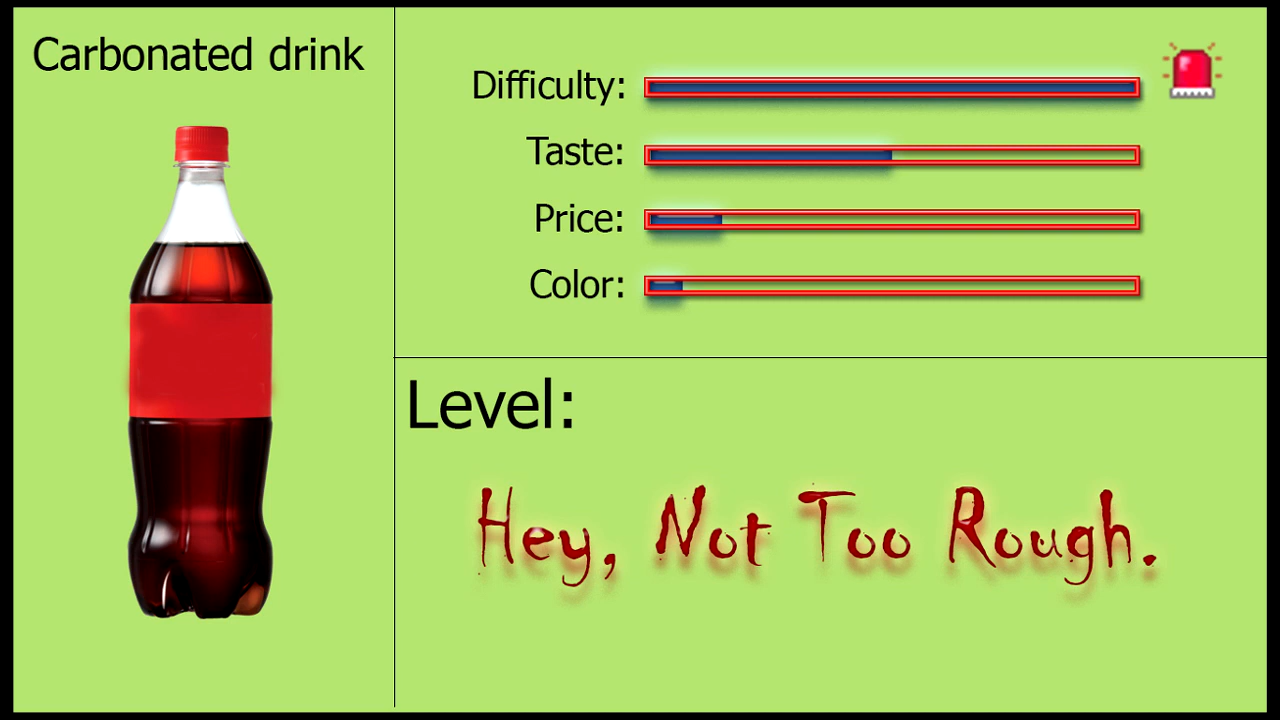 Carbonated drink
Difficulty:
Taste:
Price:
Color:
Level:
Hey, Not Too Rough.